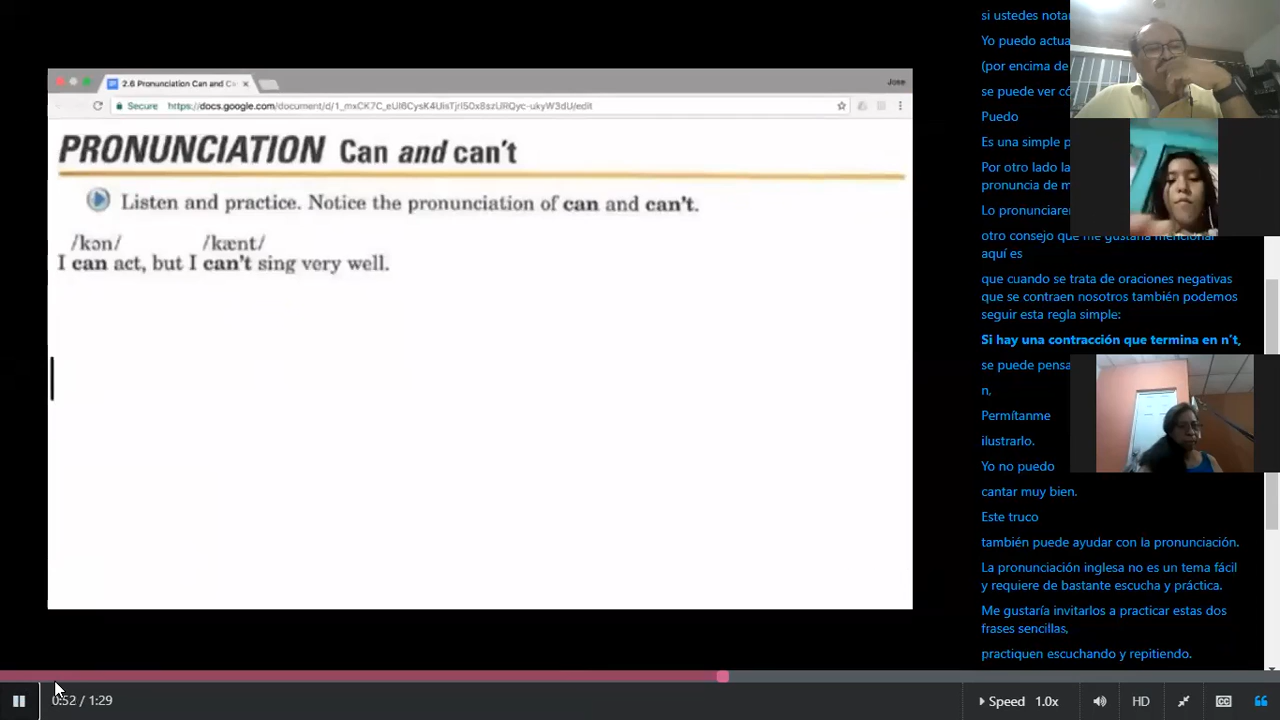 2.6 Pronunciation Can and C
Jose
Secure https://docs.google.com/document/d/1_mxCK7C_eUI6CysK4UisTjrI50x8szURQyc-ukyW3dU/edit
PRONUNCIATION Can and can't
Listen and practice. Notice the pronunciation of can and can't.
/kən/ /kænt/
I can act, but I can't sing very well.
si ustedes nota
Yo puedo actua
(por encima de
se puede ver có
Puedo
Es una simple p
Por otro lado la
pronuncia de m
Lo pronunciare
otro consejo que me gustaría mencionar
aquí es
que cuando se trata de oraciones negativas
que se contraen nosotros también podemos
seguir esta regla simple:
Si hay una contracción que termina en n't,
se puede pensa
n,
Permítanme
ilustrarlo.
Yo no puedo
cantar muy bien.
Este truco
también puede ayudar con la pronunciación.
La pronunciación inglesa no es un tema fácil
y requiere de bastante escucha y práctica.
Me gustaría invitarlos a practicar estas dos
frases sencillas,
practiquen escuchando y repitiendo.
0:52 / 1:29
Speed 1.0x
HD
CC